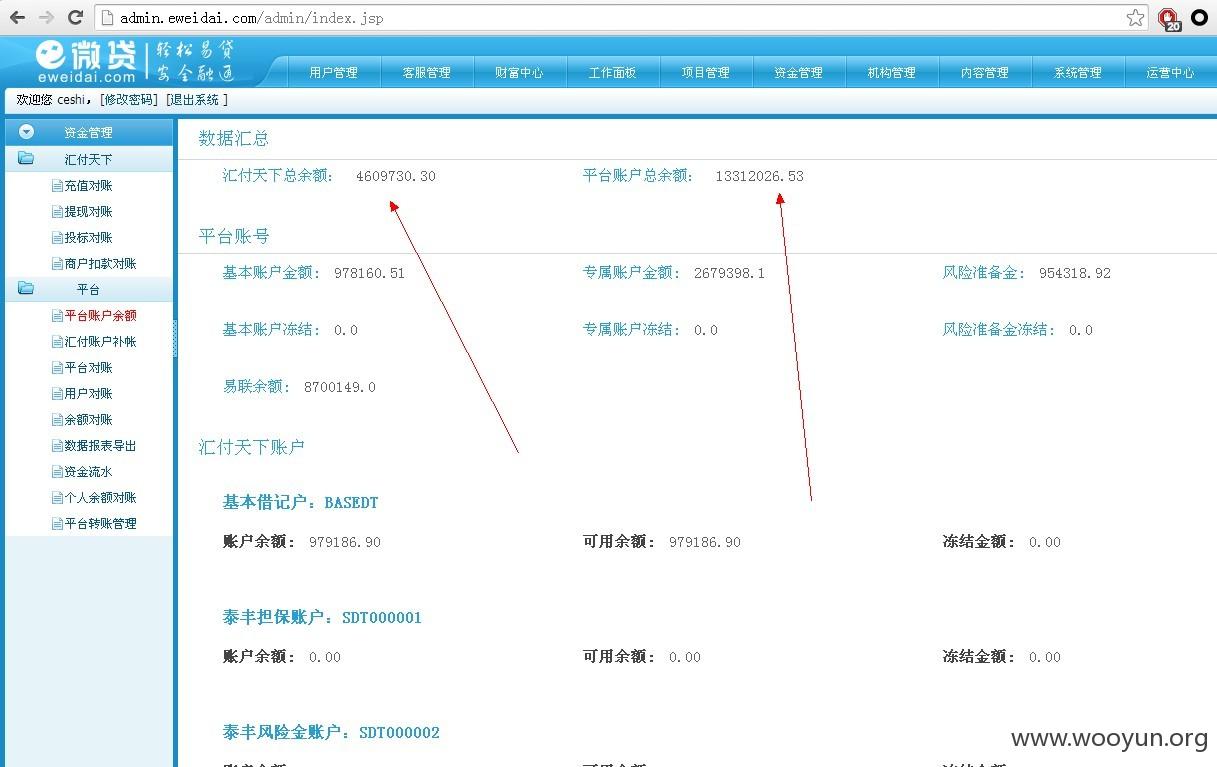 admin.eweidai.com/admin/index.jsp
20
微贷 轻松易贷
eweidai.com 安全融通
用户管理 客服管理 财富中心 工作面板 项目管理 资金管理 机构管理 内容管理 系统管理 运营中心
欢迎您 ceshi, [修改密码] [退出系统 ]
资金管理
汇付天下
充值对账
提现对账
投标对账
商户扣款对账
平台
平台账户余额
汇付账户补帐
平台对账
用户对账
余额对账
数据报表导出
资金流水
个人余额对账
平台转账管理
数据汇总
汇付天下总余额: 4609730.30 平台账户总余额: 13312026.53
平台账号
基本账户金额: 978160.51 专属账户金额: 2679398.1 风险准备金: 954318.92
基本账户冻结: 0.0 专属账户冻结: 0.0 风险准备金冻结: 0.0
易联余额: 8700149.0
汇付天下账户
基本借记户:BASEDT
账户余额: 979186.90 可用余额: 979186.90 冻结金额: 0.00
泰丰担保账户:SDT000001
账户余额: 0.00 可用余额: 0.00 冻结金额: 0.00
泰丰风险金账户:SDT000002
www.wooyun.org